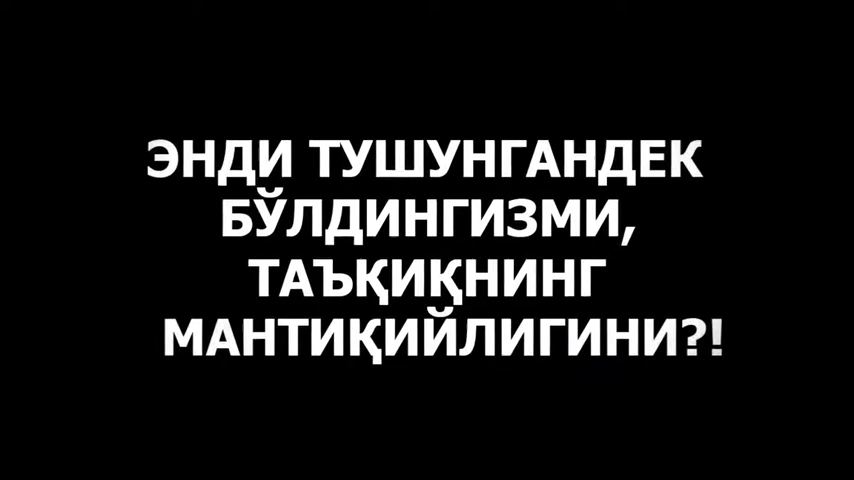 ЭНДИ ТУШУНГАНДЕК
БЎЛДИНГИЗМИ,
ТАЪҚИҚНИНГ
МАНТИҚИЙЛИГИНИ?!